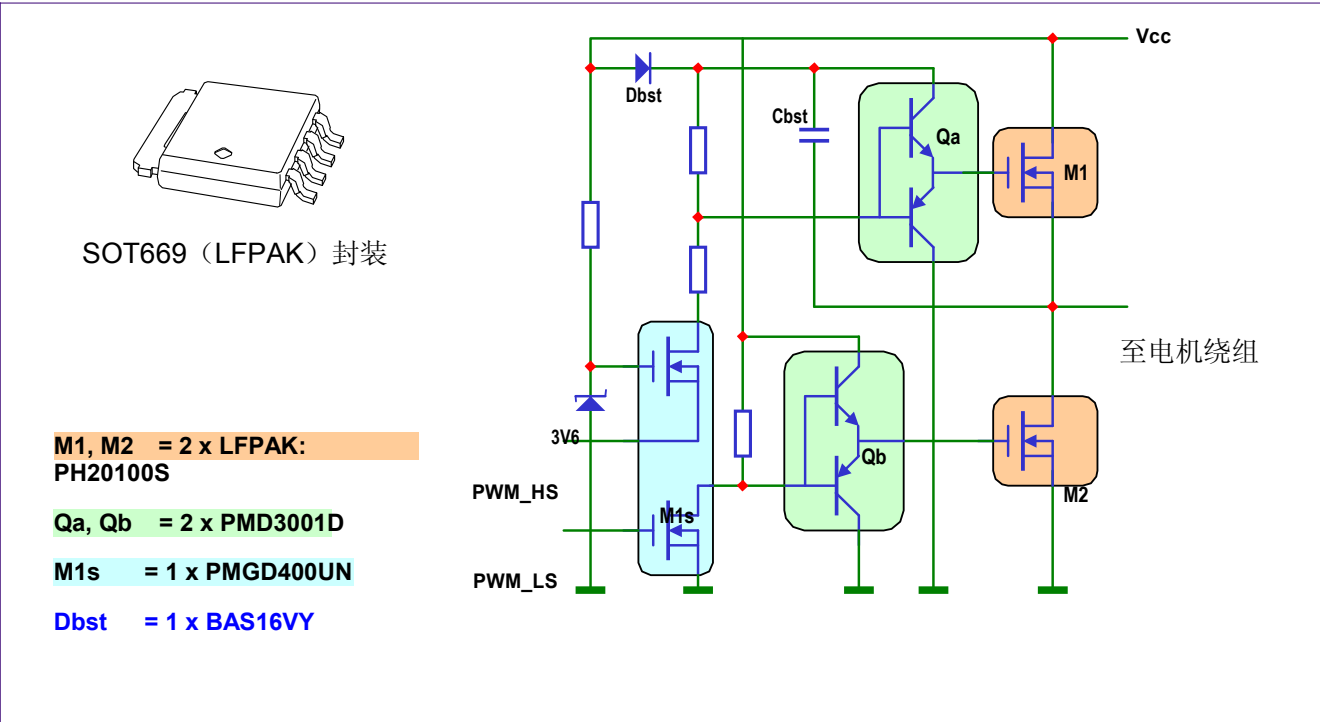 Vcc
Dbst
Cbst
Qa
M1
SOT669（LFPAK）封装
至电机绕组
3V6
Qb
M1, M2 = 2 x LFPAK:
PH20100S
PWM_HS
M1s
M2
Qa, Qb = 2 x PMD3001D
M1s = 1 x PMGD400UN
PWM_LS
Dbst = 1 x BAS16VY